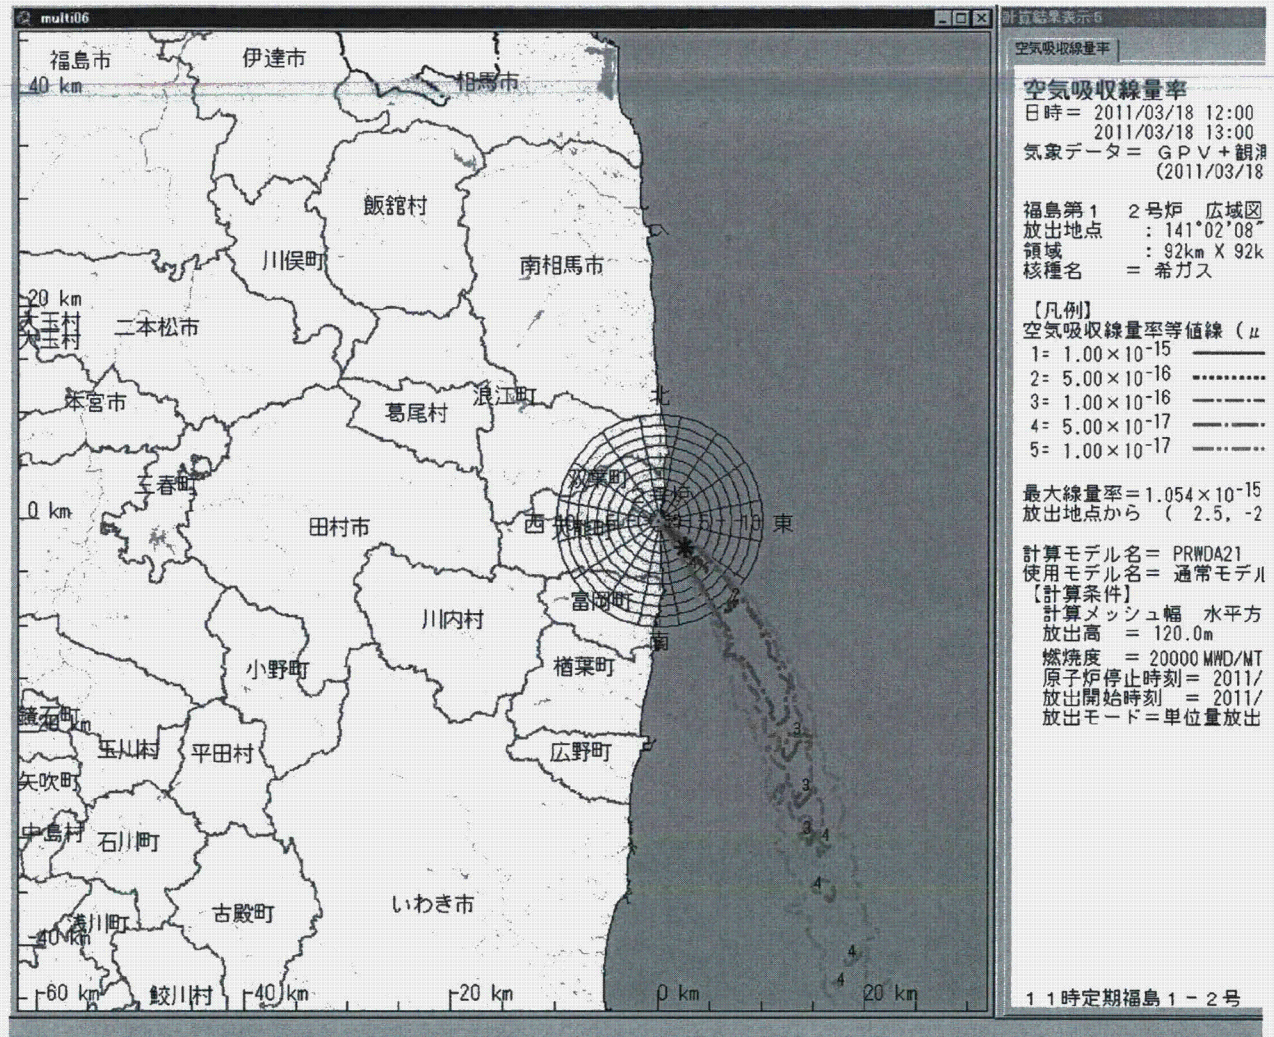 multi06
福島市
伊達市
相馬市
40 km
飯舘村
川俣町
南相馬市
20 km
大玉村
大玉村
二本松市
本宮市
浪江町
北
葛尾村
三春町
双葉町
0 km
田村市
西
東
富岡町
川内村
南
小野町
楢葉町
鏡石町
玉川村
平田村
広野町
矢吹町
3
3
中島村
石川町
3
4
4
浅川町
古殿町
いわき市
-40 km
4
4
-60 km
鮫川村
-40 km
-20 km
0 km
20 km
計算結果表示5
空気吸収線量率
空気吸収線量率
日時= 2011/03/18 12:00
2011/03/18 13:00
気象データ= GPV+観測
(2011/03/18
福島第1 2号炉 広域図
放出地点 : 141°02'08"
領域 : 92km X 92k
核種名 = 希ガス
【凡例】
空気吸収線量率等値線(μ
1= 1.00×10-15
2= 5.00×10-16
3= 1.00×10-16
4= 5.00×10-17
5= 1.00×10-17
最大線量率=1.054×10-15
放出地点から ( 2.5, -2
計算モデル名= PRWDA21
使用モデル名= 通常モデル
【計算条件】
計算メッシュ幅 水平方
放出高 = 120.0m
燃焼度 = 20000MWD/MT
原子炉停止時刻= 2011/
放出開始時刻 = 2011/
放出モード=単位量放出
11時定期福島1-2号